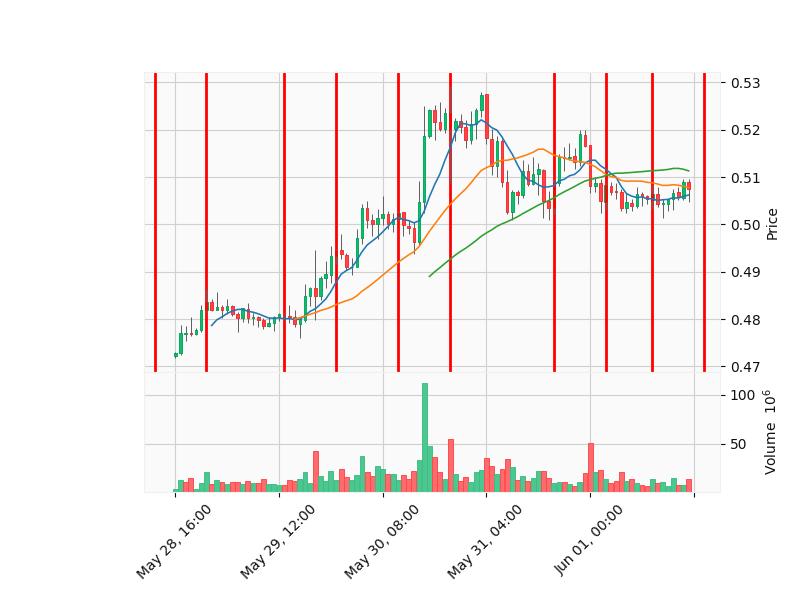 0.53
0.52
0.51
0.50
0.49
0.48
0.47
Price
100
50
Volume 10⁶
May 28, 16:00
May 29, 12:00
May 30, 08:00
May 31, 04:00
Jun 01, 00:00